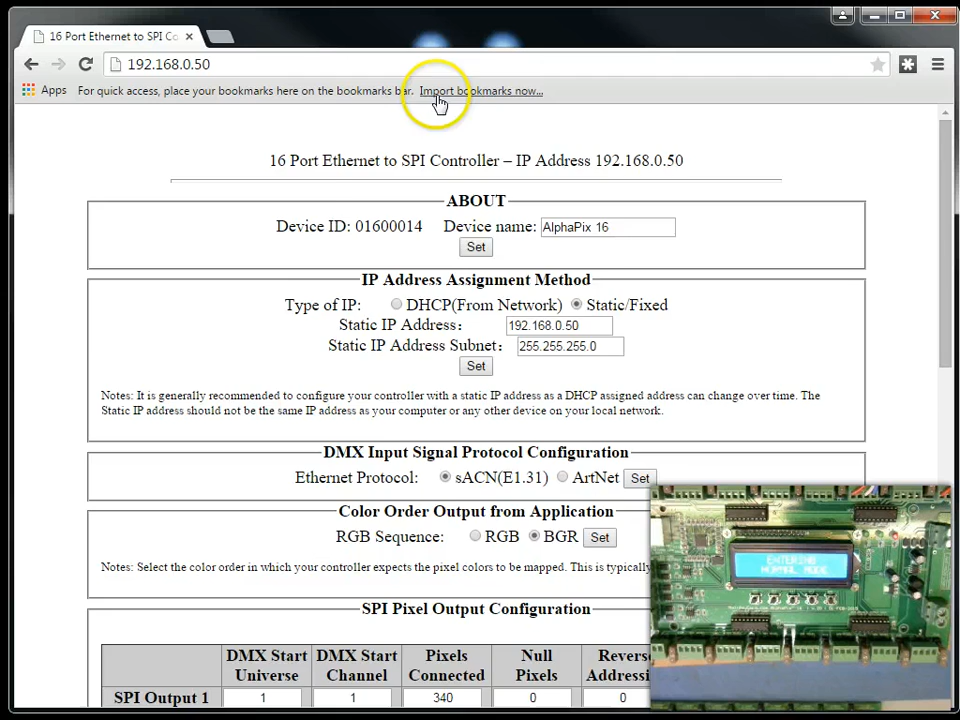 16 Port Ethernet to SPI Co
192.168.0.50
Apps For quick access, place your bookmarks here on the bookmarks bar. Import bookmarks now...
16 Port Ethernet to SPI Controller – IP Address 192.168.0.50
ABOUT
Device ID: 01600014 Device name: AlphaPix 16
Set
IP Address Assignment Method
Type of IP: DHCP(From Network) Static/Fixed
Static IP Address: 192.168.0.50
Static IP Address Subnet: 255.255.255.0
Set
Notes: It is generally recommended to configure your controller with a static IP address as a DHCP assigned address can change over time. The
Static IP address should not be the same IP address as your computer or any other device on your local network.
DMX Input Signal Protocol Configuration
Ethernet Protocol: sACN(E1.31) ArtNet Set
Color Order Output from Application
RGB Sequence: RGB BGR Set
Notes: Select the color order in which your controller expects the pixel colors to be mapped. This is typically
SPI Pixel Output Configuration
DMX Start Universe DMX Start Channel Pixels Connected Null Pixels Reverse Addressi
SPI Output 1 1 1 340 0 0
ENTERING
NORMAL MODE